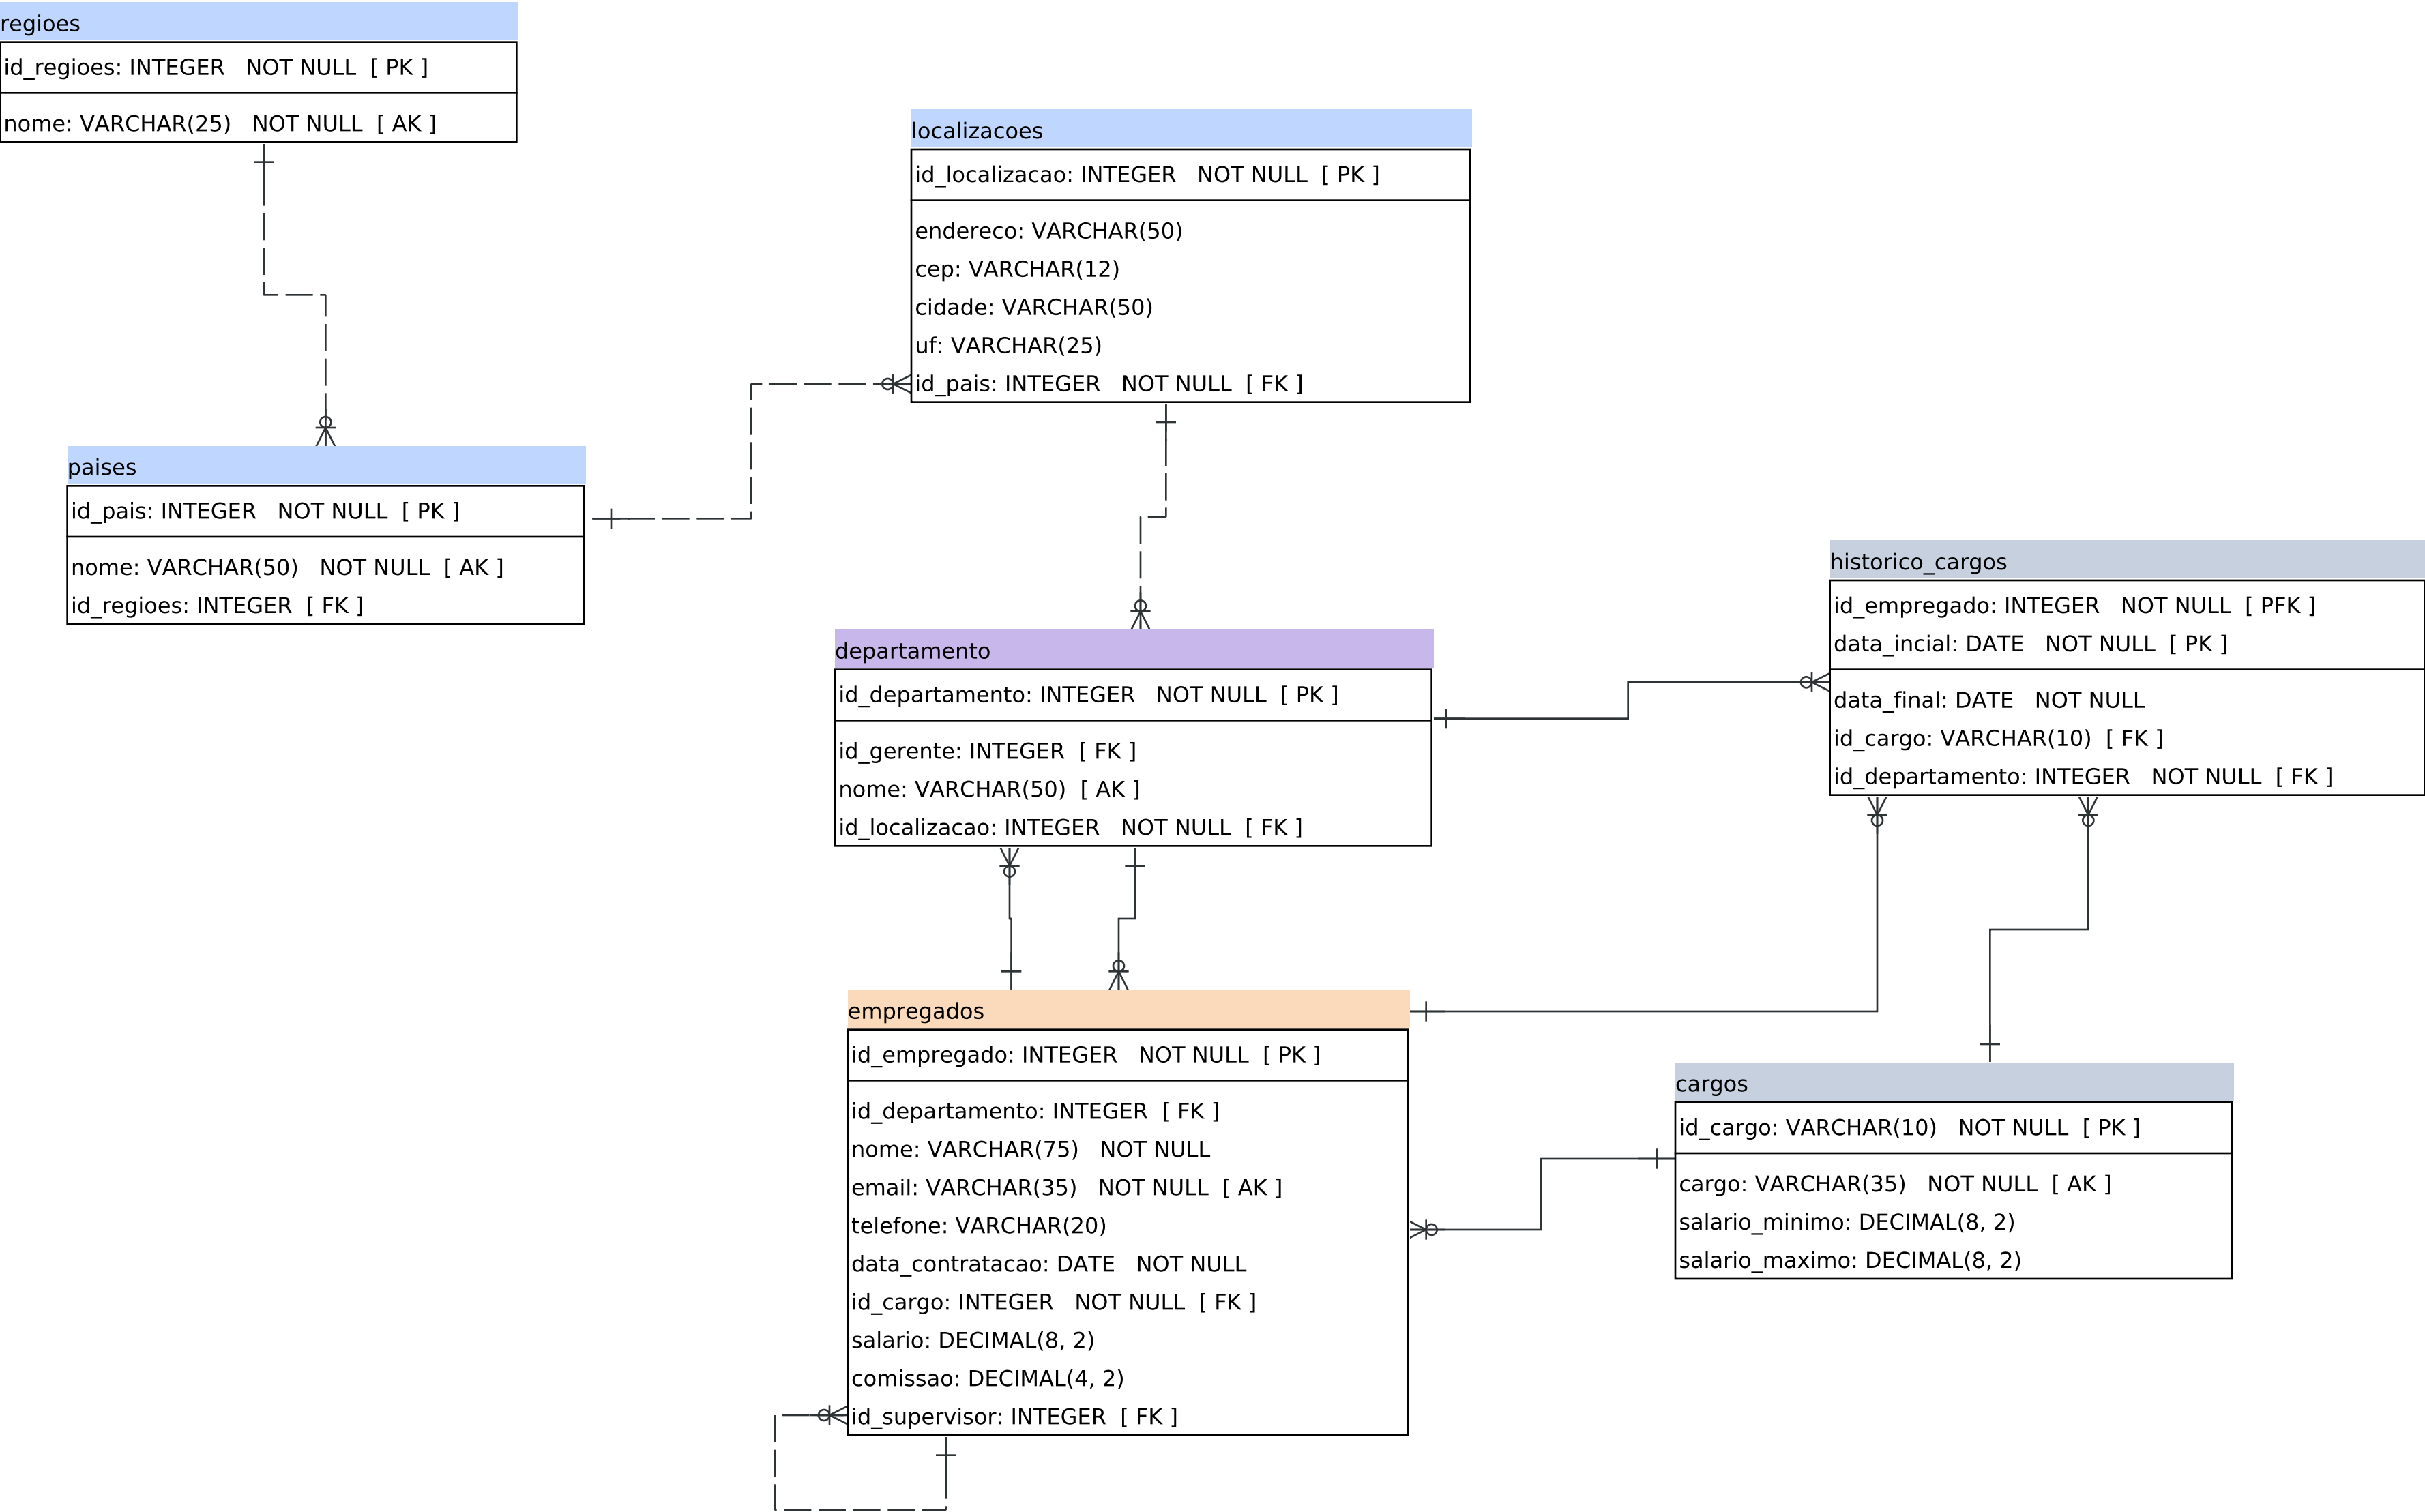 regioes
id_regioes: INTEGER NOT NULL [ PK ]
nome: VARCHAR(25) NOT NULL [ AK ]
localizacoes
id_localizacao: INTEGER NOT NULL [ PK ]
endereco: VARCHAR(50)
cep: VARCHAR(12)
cidade: VARCHAR(50)
uf: VARCHAR(25)
id_pais: INTEGER NOT NULL [ FK ]
paises
id_pais: INTEGER NOT NULL [ PK ]
nome: VARCHAR(50) NOT NULL [ AK ]
id_regioes: INTEGER [ FK ]
historico_cargos
id_empregado: INTEGER NOT NULL [ PFK ]
data_incial: DATE NOT NULL [ PK ]
data_final: DATE NOT NULL
id_cargo: VARCHAR(10) [ FK ]
id_departamento: INTEGER NOT NULL [ FK ]
departamento
id_departamento: INTEGER NOT NULL [ PK ]
id_gerente: INTEGER [ FK ]
nome: VARCHAR(50) [ AK ]
id_localizacao: INTEGER NOT NULL [ FK ]
empregados
id_empregado: INTEGER NOT NULL [ PK ]
id_departamento: INTEGER [ FK ]
nome: VARCHAR(75) NOT NULL
email: VARCHAR(35) NOT NULL [ AK ]
telefone: VARCHAR(20)
data_contratacao: DATE NOT NULL
id_cargo: INTEGER NOT NULL [ FK ]
salario: DECIMAL(8, 2)
comissao: DECIMAL(4, 2)
id_supervisor: INTEGER [ FK ]
cargos
id_cargo: VARCHAR(10) NOT NULL [ PK ]
cargo: VARCHAR(35) NOT NULL [ AK ]
salario_minimo: DECIMAL(8, 2)
salario_maximo: DECIMAL(8, 2)